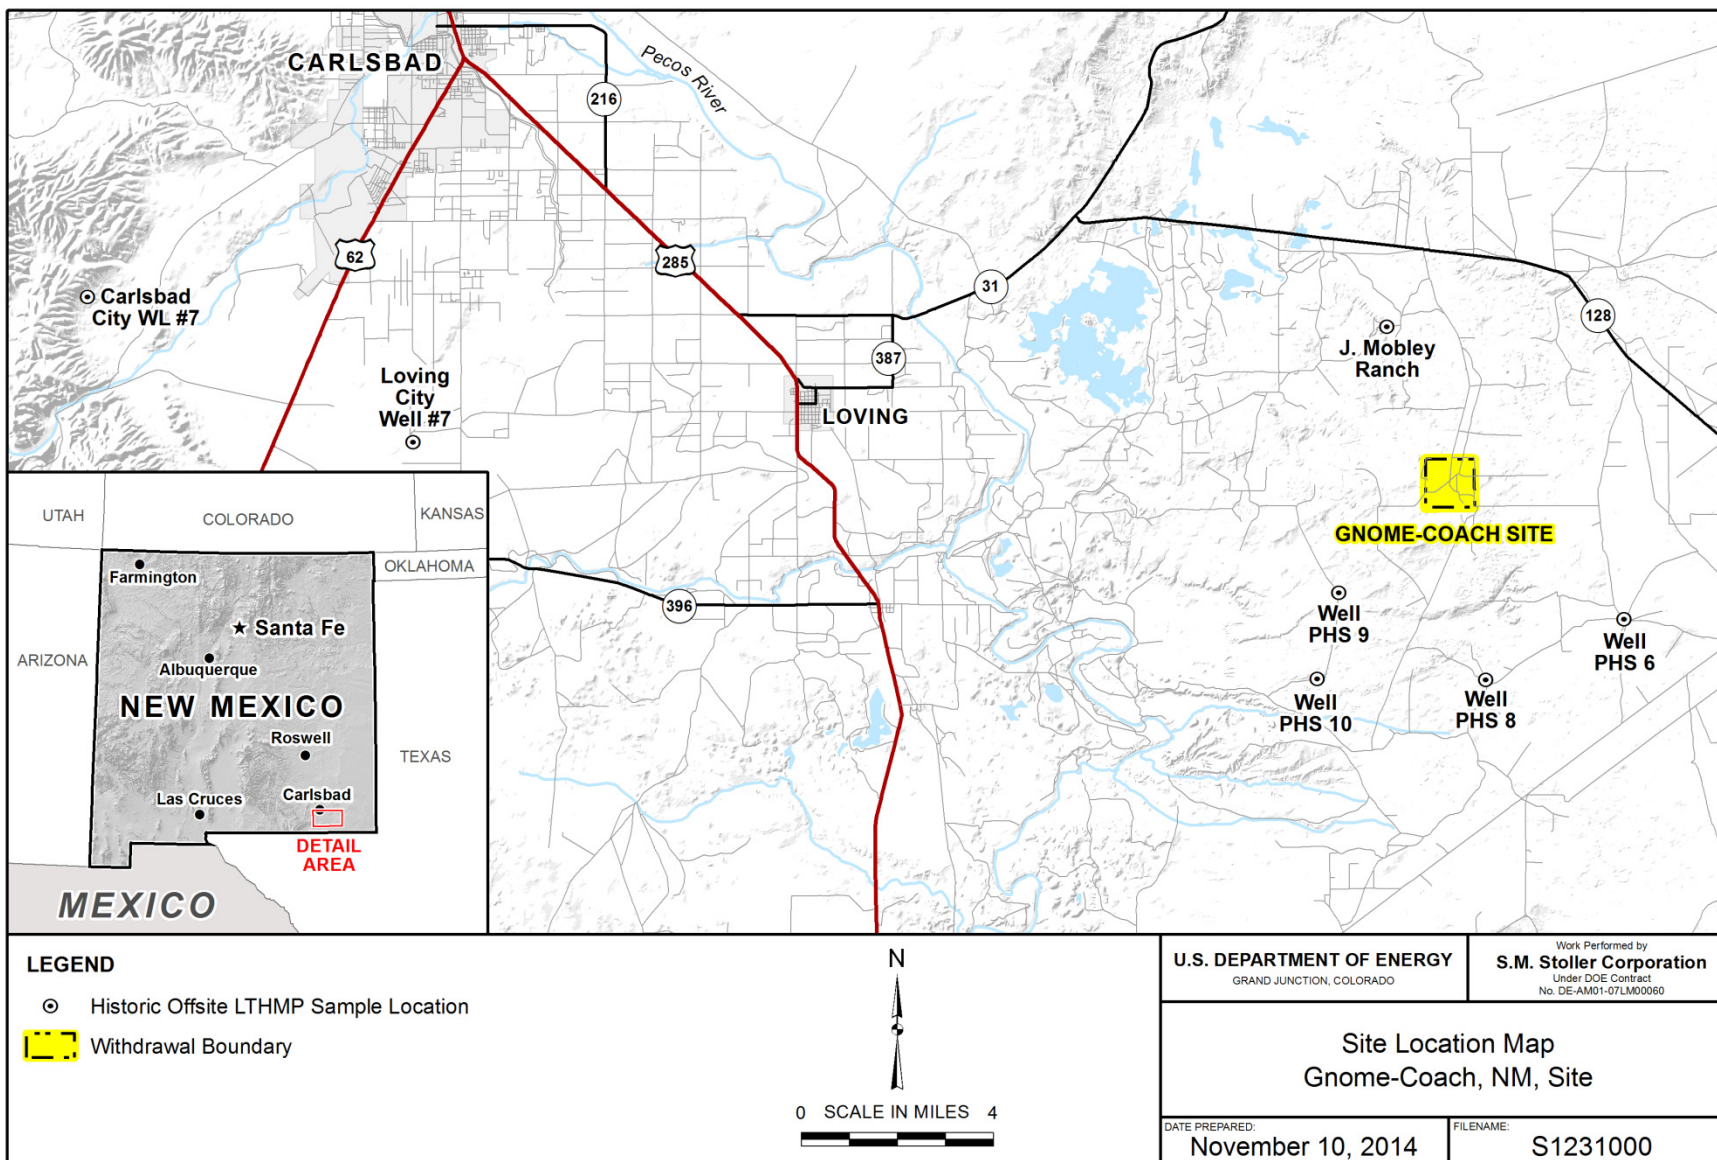 CARLSBAD
Pecos River
216
62
285
31
128
387
Carlsbad
City WL #7
Loving
City
Well #7
LOVING
J. Mobley
Ranch
GNOME-COACH SITE
396
Well
PHS 9
Well
PHS 6
Well
PHS 10
Well
PHS 8
UTAH
COLORADO
KANSAS
OKLAHOMA
Farmington
Santa Fe
ARIZONA
Albuquerque
NEW MEXICO
Roswell
TEXAS
Las Cruces
Carlsbad
DETAIL
AREA
MEXICO
LEGEND
Historic Offsite LTHMP Sample Location
Withdrawal Boundary
N
0 SCALE IN MILES 4
U.S. DEPARTMENT OF ENERGY
GRAND JUNCTION, COLORADO
Work Performed by
S.M. Stoller Corporation
Under DOE Contract
No. DE-AM01-07LM00060
Site Location Map
Gnome-Coach, NM, Site
DATE PREPARED:
November 10, 2014
FILENAME:
S1231000